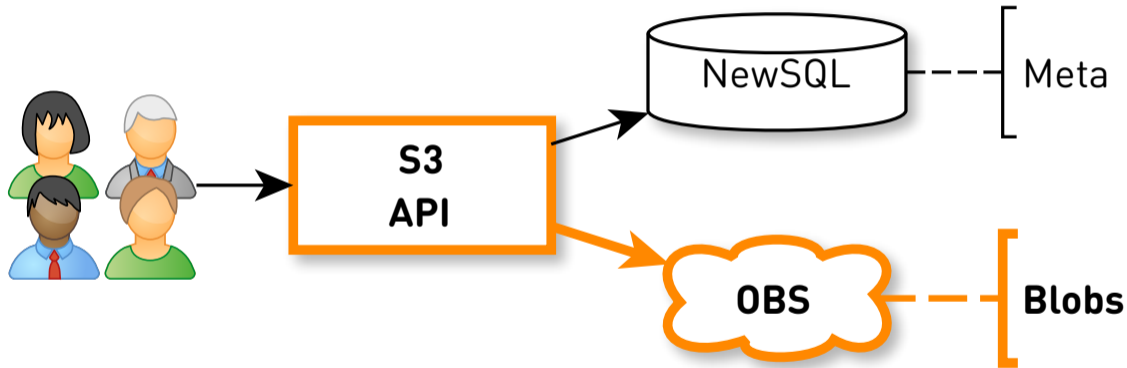 S3
API
NewSQL
Meta
OBS
Blobs